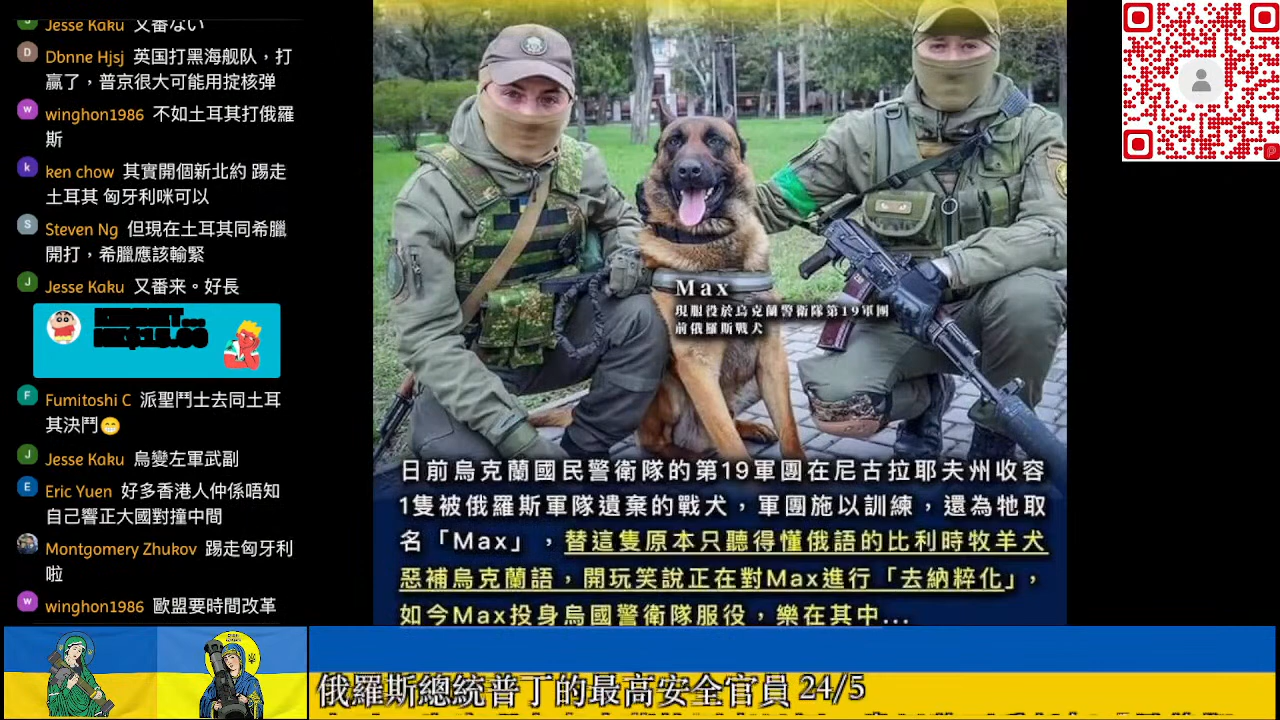 Jesse Kaku 又番ない
Dbnne Hjsj 英国打黑海舰队，打
赢了，普京很大可能用掟核弹
winghon1986 不如土耳其打俄羅
斯
ken chow 其實開個新北約 踢走
土耳其 匈牙利咪可以
Steven Ng 但現在土耳其同希臘
開打，希臘應該輸緊
Jesse Kaku 又番来。好長
Fumitoshi C 派聖鬥士去同土耳
其決鬥😁
Jesse Kaku 鳥變左軍武副
Eric Yuen 好多香港人仲係唔知
自己響正大國對撞中間
Montgomery Zhukov 踢走匈牙利
啦
winghon1986 歐盟要時間改革
Max
現服役於烏克蘭警衛隊第19軍團
前俄羅斯戰犬
日前烏克蘭國民警衛隊的第19軍團在尼古拉耶夫州收容
1隻被俄羅斯軍隊遺棄的戰犬，軍團施以訓練，還為牠取
名「Max」，替這隻原本只聽得懂俄語的比利時牧羊犬
惡補烏克蘭語，開玩笑說正在對Max進行「去納粹化」，
如今Max投身烏國警衛隊服役，樂在其中...
俄羅斯總統普丁的最高安全官員 24/5